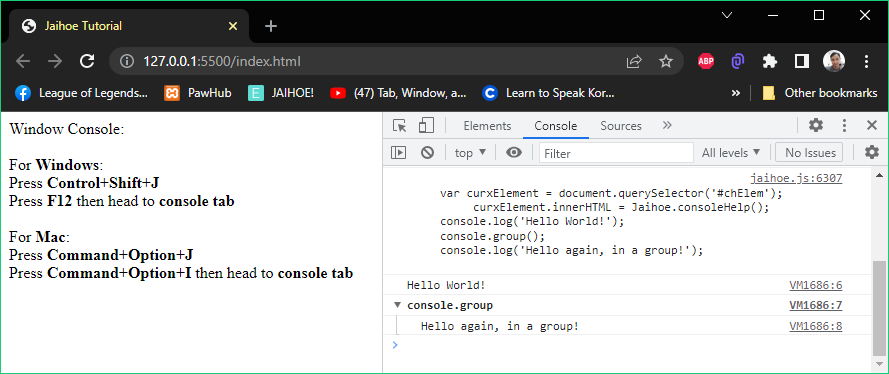 Jaihoe Tutorial
127.0.0.1:5500/index.html
ABP
League of Legends...
PawHub
JAIHOE!
(47) Tab, Window, a...
Learn to Speak Kor...
»
Other bookmarks
Window Console:
For Windows:
Press Control+Shift+J
Press F12 then head to console tab
For Mac:
Press Command+Option+J
Press Command+Option+I then head to console tab
Elements Console Sources »
top Filter All levels No Issues
jaihoe.js:6307
var curxElement = document.querySelector('#chElem');
curxElement.innerHTML = Jaihoe.consoleHelp();
console.log('Hello World!');
console.group();
console.log('Hello again, in a group!');
Hello World! VM1686:6
console.group VM1686:7
Hello again, in a group! VM1686:8